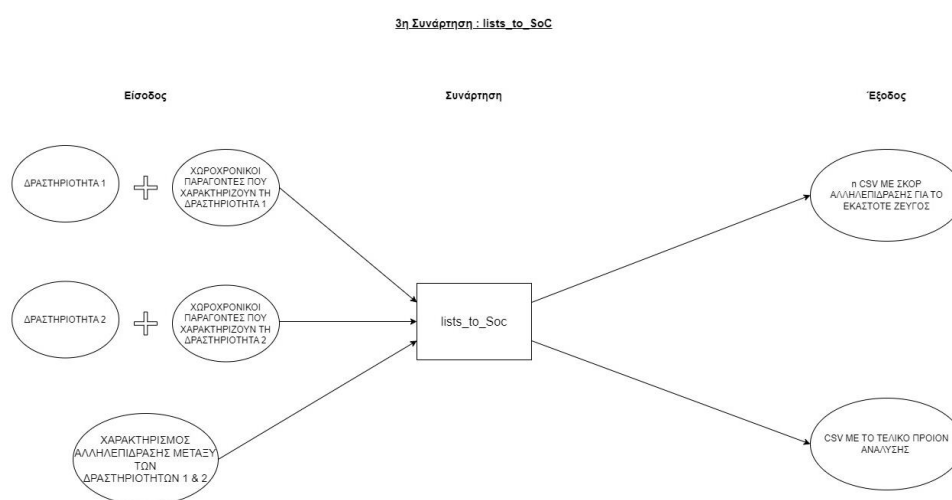 3η Συνάρτηση : lists_to_SoC
Είσοδος
Συνάρτηση
Έξοδος
ΔΡΑΣΤΗΡΙΟΤΗΤΑ 1
ΧΩΡΟΧΡΟΝΙΚΟΙ
ΠΑΡΑΓΟΝΤΕΣ ΠΟΥ
ΧΑΡΑΚΤΗΡΙΖΟΥΝ ΤΗ
ΔΡΑΣΤΗΡΙΟΤΗΤΑ 1
n CSV ΜΕ ΣΚΟΡ
ΑΛΛΗΛΕΠΙΔΡΑΣΗΣ ΓΙΑ ΤΟ
ΕΚΑΣΤΟΤΕ ΖΕΥΓΟΣ
ΔΡΑΣΤΗΡΙΟΤΗΤΑ 2
ΧΩΡΟΧΡΟΝΙΚΟΙ
ΠΑΡΑΓΟΝΤΕΣ ΠΟΥ
ΧΑΡΑΚΤΗΡΙΖΟΥΝ ΤΗ
ΔΡΑΣΤΗΡΙΟΤΗΤΑ 2
lists_to_Soc
ΧΑΡΑΚΤΗΡΙΣΜΟΣ
ΑΛΛΗΛΕΠΙΔΡΑΣΗΣ ΜΕΤΑΞΥ
ΤΩΝ
ΔΡΑΣΤΗΡΙΟΤΗΤΩΝ 1 & 2
CSV ΜΕ ΤΟ ΤΕΛΙΚΟ ΠΡΟΙΟΝ
ΑΝΑΛΥΣΗΣ